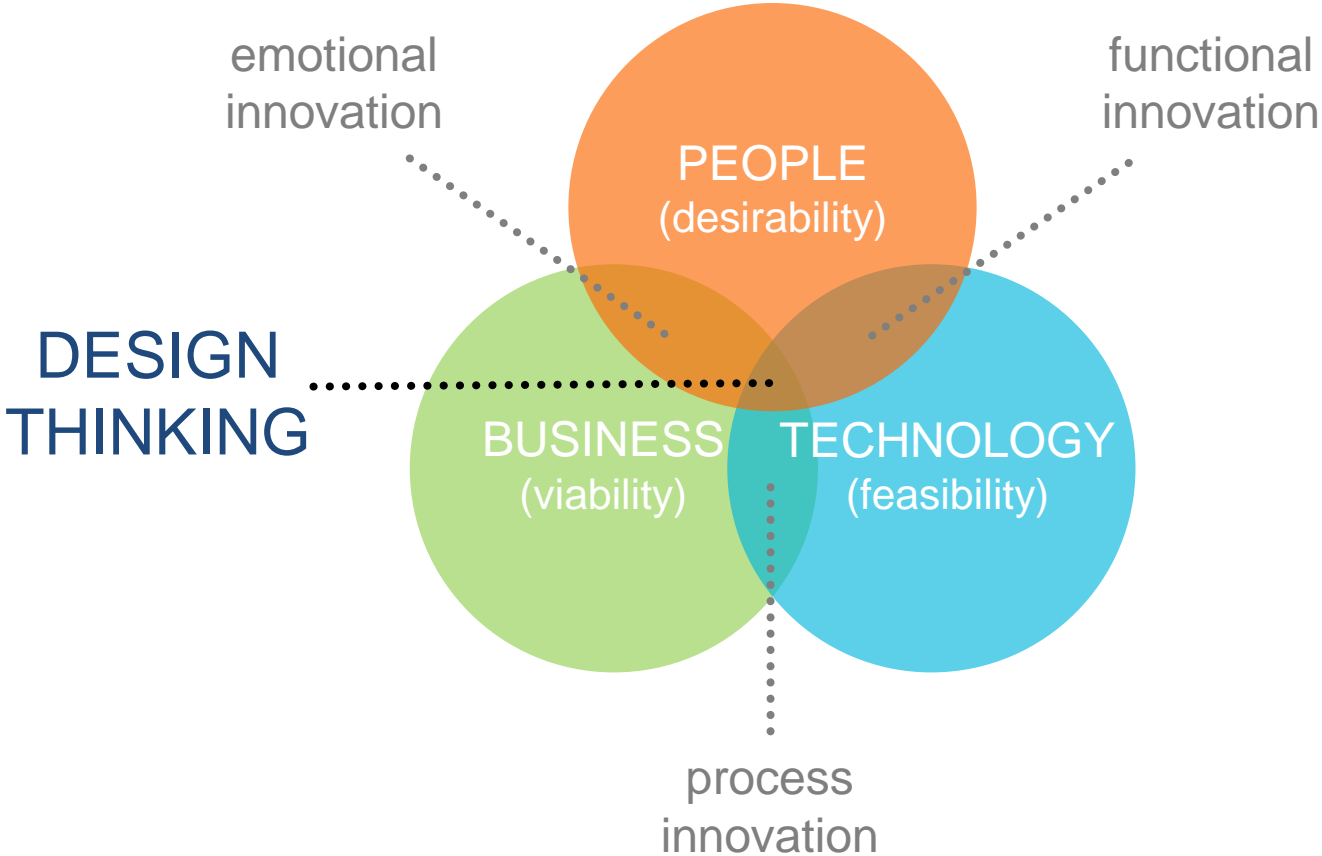 emotional
innovation
functional
innovation
PEOPLE
(desirability)
DESIGN
THINKING
BUSINESS
(viability)
TECHNOLOGY
(feasibility)
process
innovation